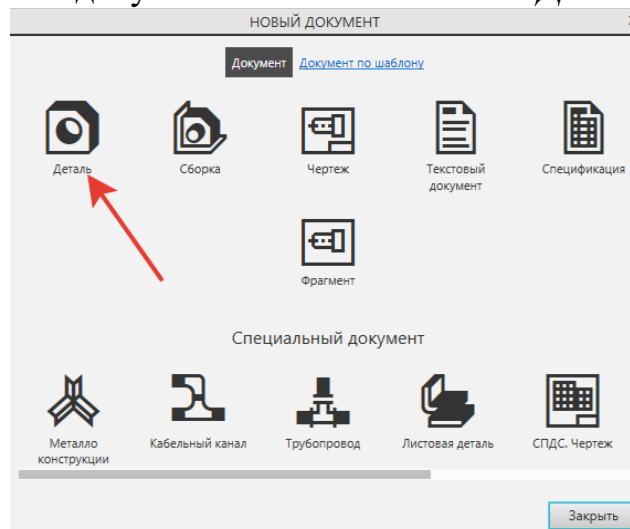 НОВЫЙ ДОКУМЕНТ
Документ Документ по шаблону
Деталь Сборка Чертеж Текстовый документ Спецификация
Фрагмент
Специальный документ
Металло конструкции Кабельный канал Трубопровод Листовая деталь СПДС. Чертеж
Закрыть